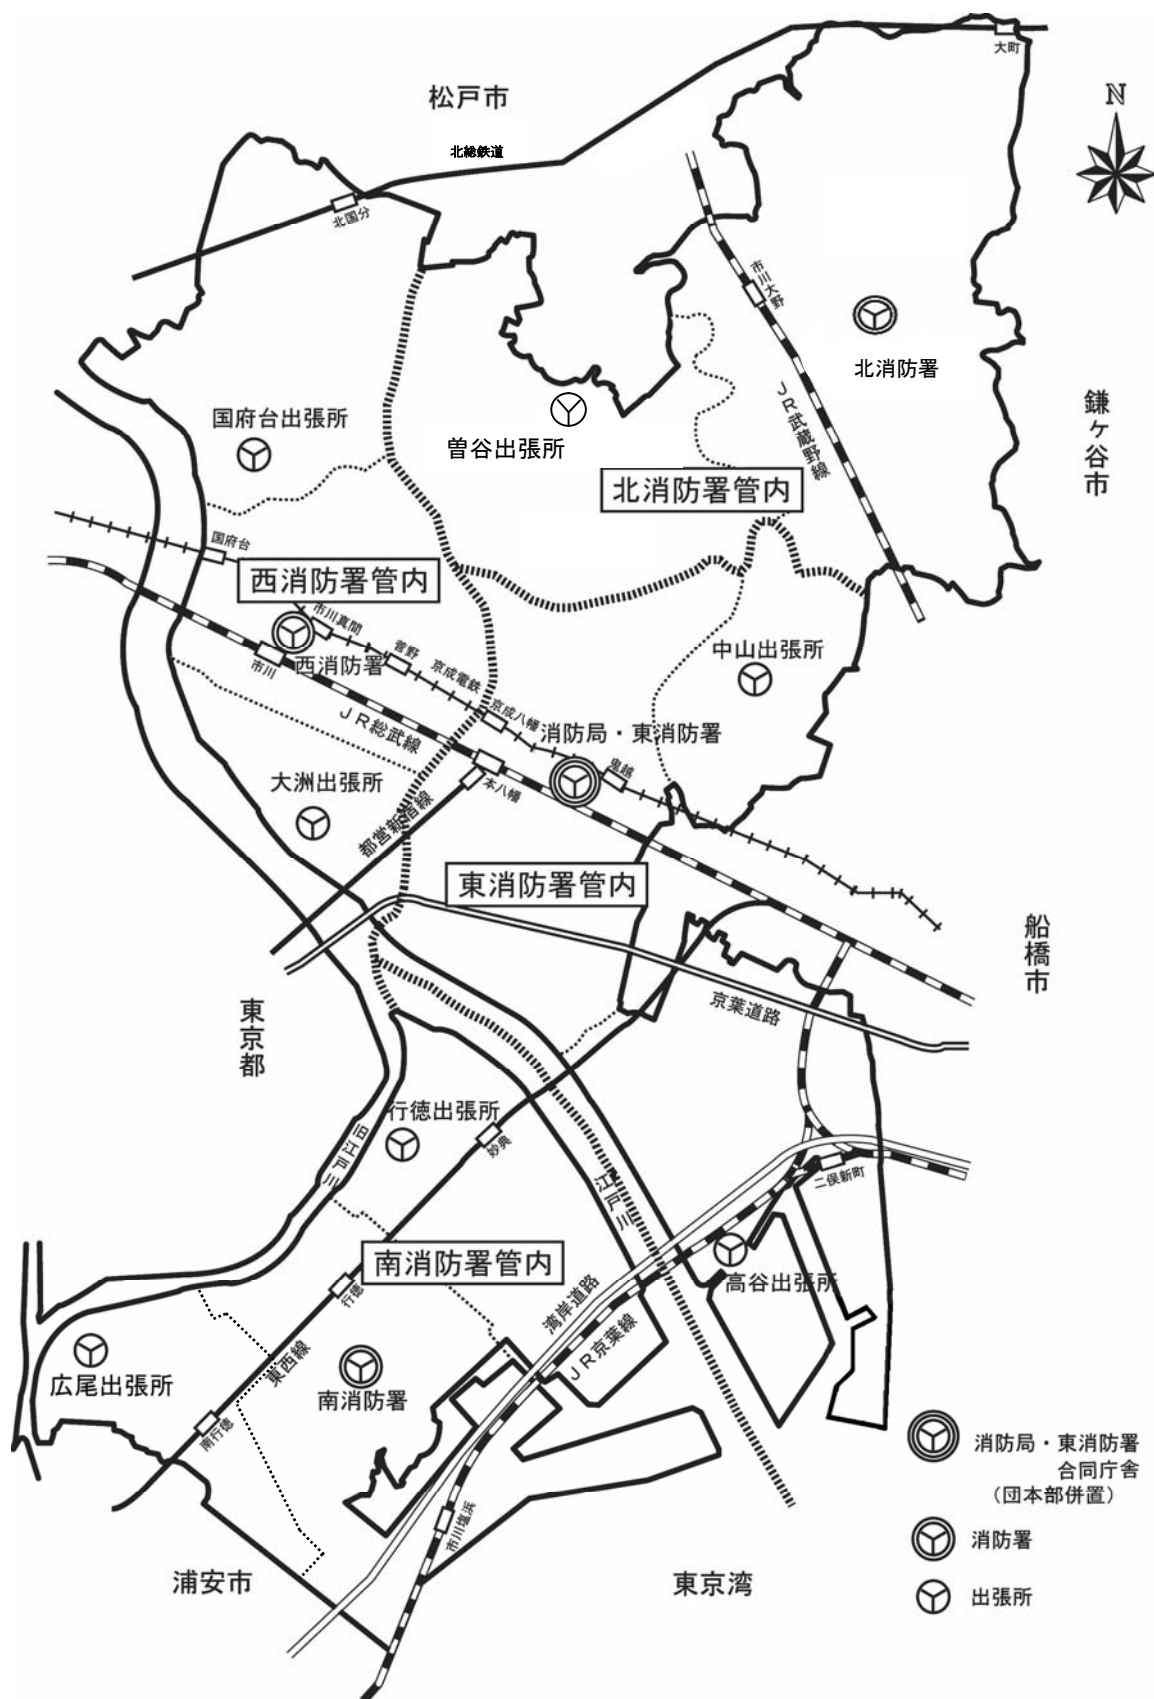 大町
N
松戸市
北総鉄道
北国分
市川大野
北消防署
JR武蔵野線
鎌ヶ谷市
国府台出張所
曽谷出張所
北消防署管内
国府台
西消防署管内
市川真間
菅野
京成電鉄
京成八幡
市川
西消防署
中山出張所
JR総武線
消防局・東消防署
鬼越
大洲出張所
本八幡
都営新宿線
東消防署管内
船橋市
京葉道路
東京都
行徳出張所
妙典
旧江戸川
江戸川
二俣新町
南消防署管内
高谷出張所
行徳
湾岸道路
JR京葉線
東西線
広尾出張所
南消防署
南行徳
市川塩浜
浦安市
東京湾
消防局・東消防署
合同庁舎
(団本部併置)
消防署
出張所